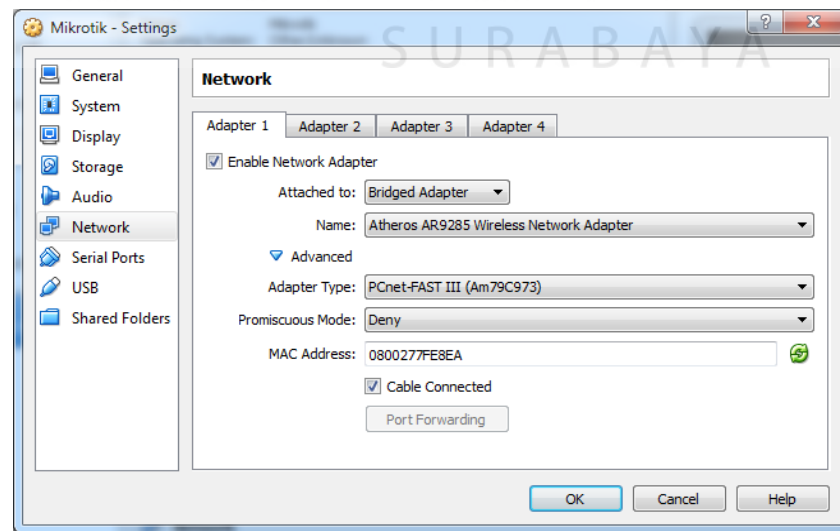 Mikrotik - Settings
SURABAYA
General
System
Display
Storage
Audio
Network
Serial Ports
USB
Shared Folders
Network
Adapter 1 Adapter 2 Adapter 3 Adapter 4
Enable Network Adapter
Attached to: Bridged Adapter
Name: Atheros AR9285 Wireless Network Adapter
Advanced
Adapter Type: PCnet-FAST III (Am79C973)
Promiscuous Mode: Deny
MAC Address: 0800277FE8EA
Cable Connected
Port Forwarding
OK Cancel Help